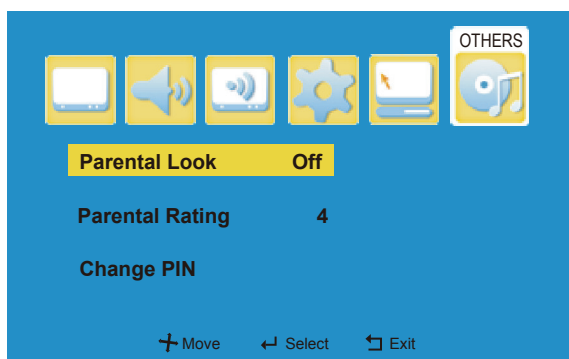 OTHERS
Parental Look Off
Parental Rating 4
Change PIN
Move Select Exit